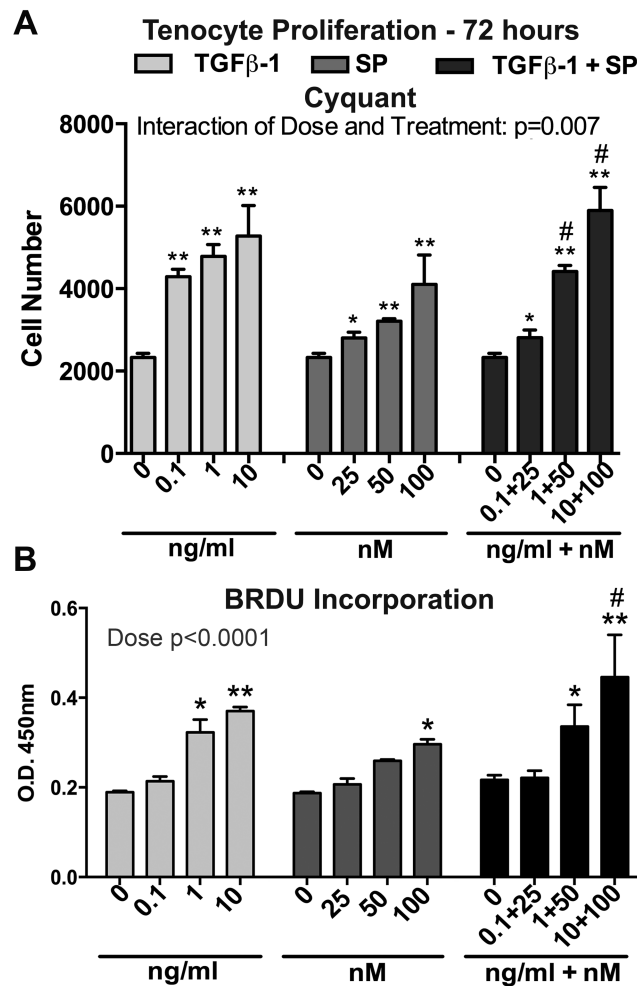 A
Tenocyte Proliferation - 72 hours
TGFβ-1 SP TGFβ-1 + SP
Cyquant
Interaction of Dose and Treatment: p=0.007
Cell Number
8000
6000
4000
2000
0
** ** **
* ** **
* # ** # **
0 0.1 1 10 0 25 50 100 0 0.1+25 1+50 10+100
ng/ml nM ng/ml + nM
B
BRDU Incorporation
Dose p<0.0001
O.D. 450nm
0.6
0.4
0.2
0.0
* **
*
* # **
0 0.1 1 10 0 25 50 100 0 0.1+25 1+50 10+100
ng/ml nM ng/ml + nM